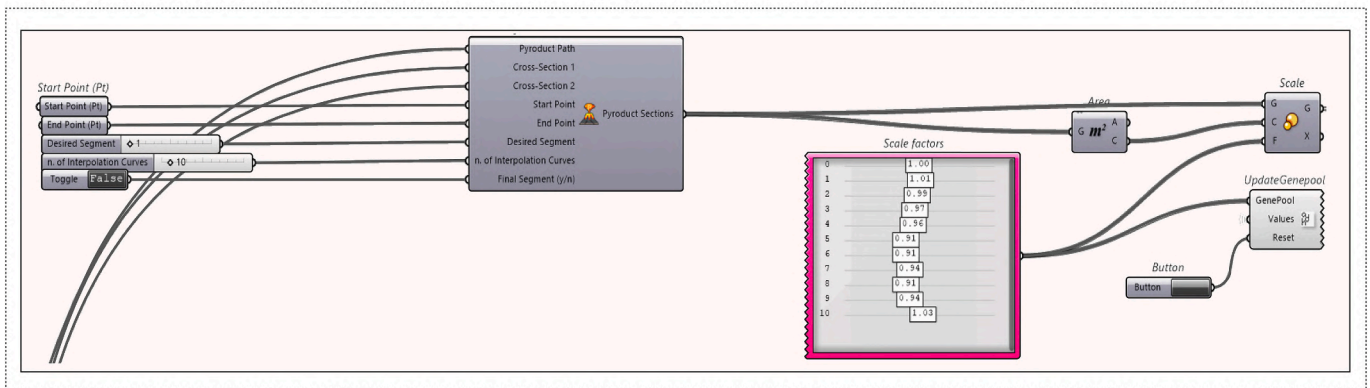 Start Point (Pt)
Start Point (Pt)
End Point (Pt)
Desired Segment
1
n. of Interpolation Curves
10
Toggle
False
Pyroduct Path
Cross-Section 1
Cross-Section 2
Start Point
End Point
Desired Segment
n. of Interpolation Curves
Final Segment (y/n)
Pyroduct Sections
Area
G m² A
C
Scale
G G
C
F X
Scale factors
0 1.00
1 1.01
2 0.99
3 0.97
4 0.96
5 0.91
6 0.91
7 0.94
8 0.91
9 0.94
10 1.03
UpdateGenepool
GenePool
Values
Reset
Button
Button